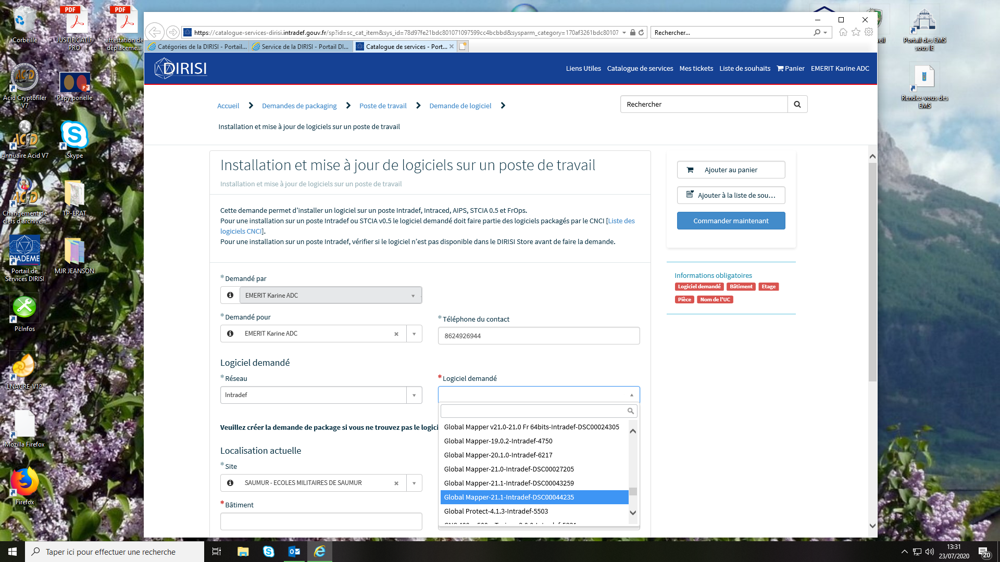 Corbeille
PDF
JUSTIFICATIF PRO
PDF
attestation de déplaceme...
Acid Cryptofiler V7
Papy ponelle
Annuaire Acid V7
Skype
Changement de clefs d'archive...
TP-ERAT
DIADEME
Portail de Services DIRISI
MJR JEANSON
PcInfos
LNACRE-V12
Mozilla Firefox
Firefox
Portail des EMS sous IE
Rendez-vous des EMS
https://catalogue-services-dirisi.intradef.gouv.fr/sp?id=sc_cat_item&sys_id=78d97fe21bdc801071097599cc4bcbbd&sysparm_category=170af3261bdc80107
Rechercher...
Catégories de la DIRISI - Portail...
Service de la DIRISI - Portail DI...
Catalogue de services - Port...
DIRISI
Liens Utiles
Catalogue de services
Mes tickets
Liste de souhaits
Panier
EMERIT Karine ADC
Accueil
Demandes de packaging
Poste de travail
Demande de logiciel
Rechercher
Installation et mise à jour de logiciels sur un poste de travail
Installation et mise à jour de logiciels sur un poste de travail
Installation et mise à jour de logiciels sur un poste de travail
Cette demande permet d'installer un logiciel sur un poste Intradef, Intraced, AIPS, STCIA 0.5 et FrOps.
Pour une installation sur un poste Intradef ou STCIA v0.5 le logiciel demandé doit faire partie des logiciels packagés par le CNCI [Liste des
logiciels CNCI].
Pour une installation sur un poste Intradef, vérifier si le logiciel n'est pas disponible dans le DIRISI Store avant de faire la demande.
Ajouter au panier
Ajouter à la liste de sou...
Commander maintenant
Informations obligatoires
Logiciel demandé Bâtiment Etage
Pièce Nom de l'UC
* Demandé par
EMERIT Karine ADC
* Demandé pour
EMERIT Karine ADC
* Téléphone du contact
8624926944
Logiciel demandé
* Réseau
Intradef
* Logiciel demandé
Global Mapper v21.0-21.0 Fr 64bits-Intradef-DSC00024305
Global Mapper-19.0.2-Intradef-4750
Global Mapper-20.1.0-Intradef-6217
Global Mapper-21.0-Intradef-DSC00027205
Global Mapper-21.1-Intradef-DSC00043259
Global Mapper-21.1-Intradef-DSC00044235
Global Protect-4.1.3-Intradef-5503
Veuillez créer la demande de package si vous ne trouvez pas le logici
Localisation actuelle
* Site
SAUMUR - ECOLES MILITAIRES DE SAUMUR
* Bâtiment
Taper ici pour effectuer une recherche
13:31
23/07/2020
20